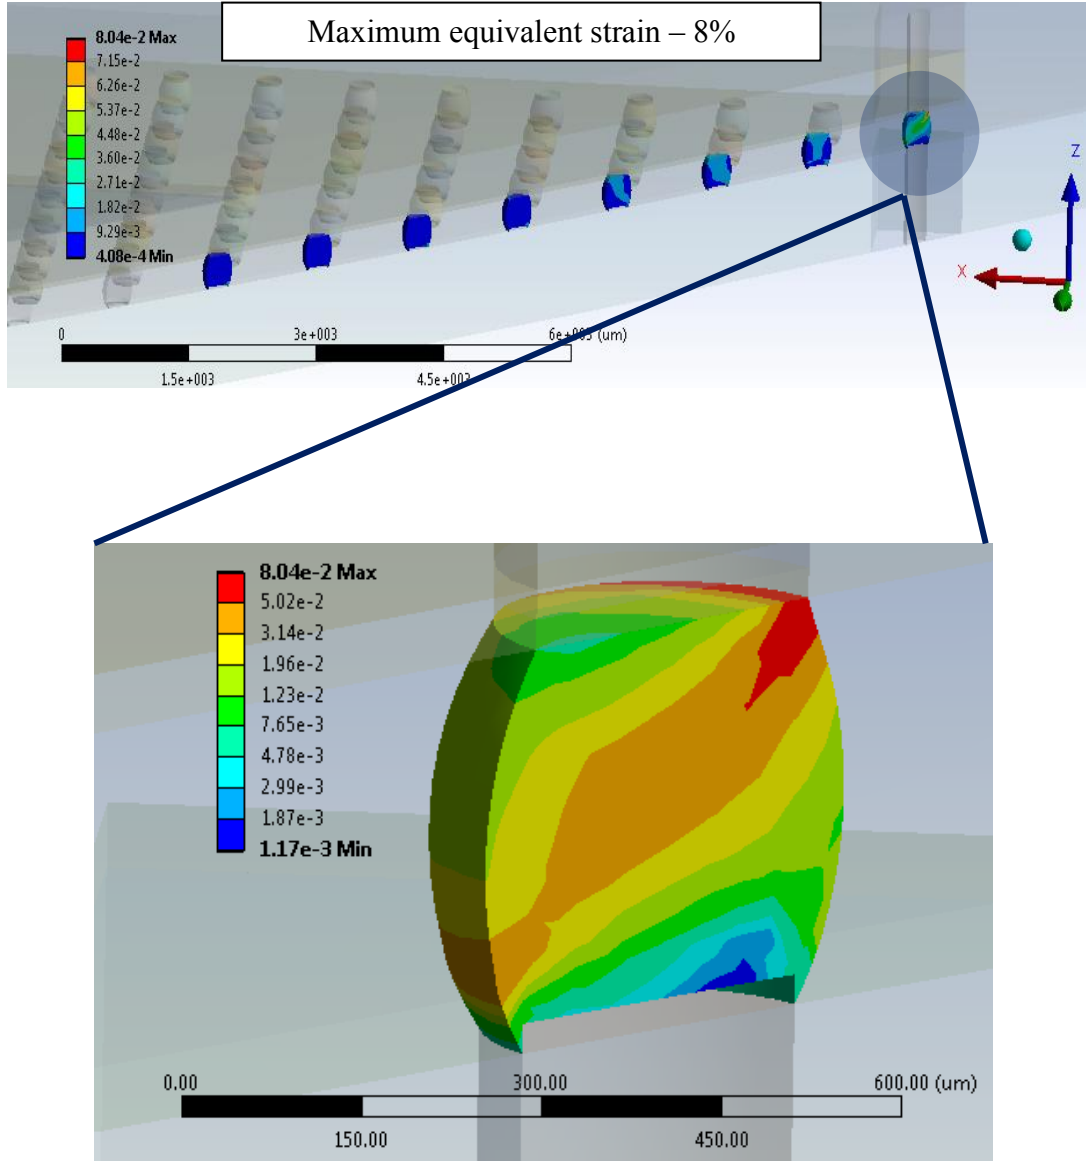 Maximum equivalent strain – 8%
8.04e-2 Max
7.15e-2
6.26e-2
5.37e-2
4.48e-2
3.60e-2
2.71e-2
1.82e-2
9.29e-3
4.08e-4 Min
Z
X
0
3e+003
6e+003 (um)
1.5e+003
4.5e+003
8.04e-2 Max
5.02e-2
3.14e-2
1.96e-2
1.23e-2
7.65e-3
4.78e-3
2.99e-3
1.87e-3
1.17e-3 Min
0.00
300.00
600.00 (um)
150.00
450.00